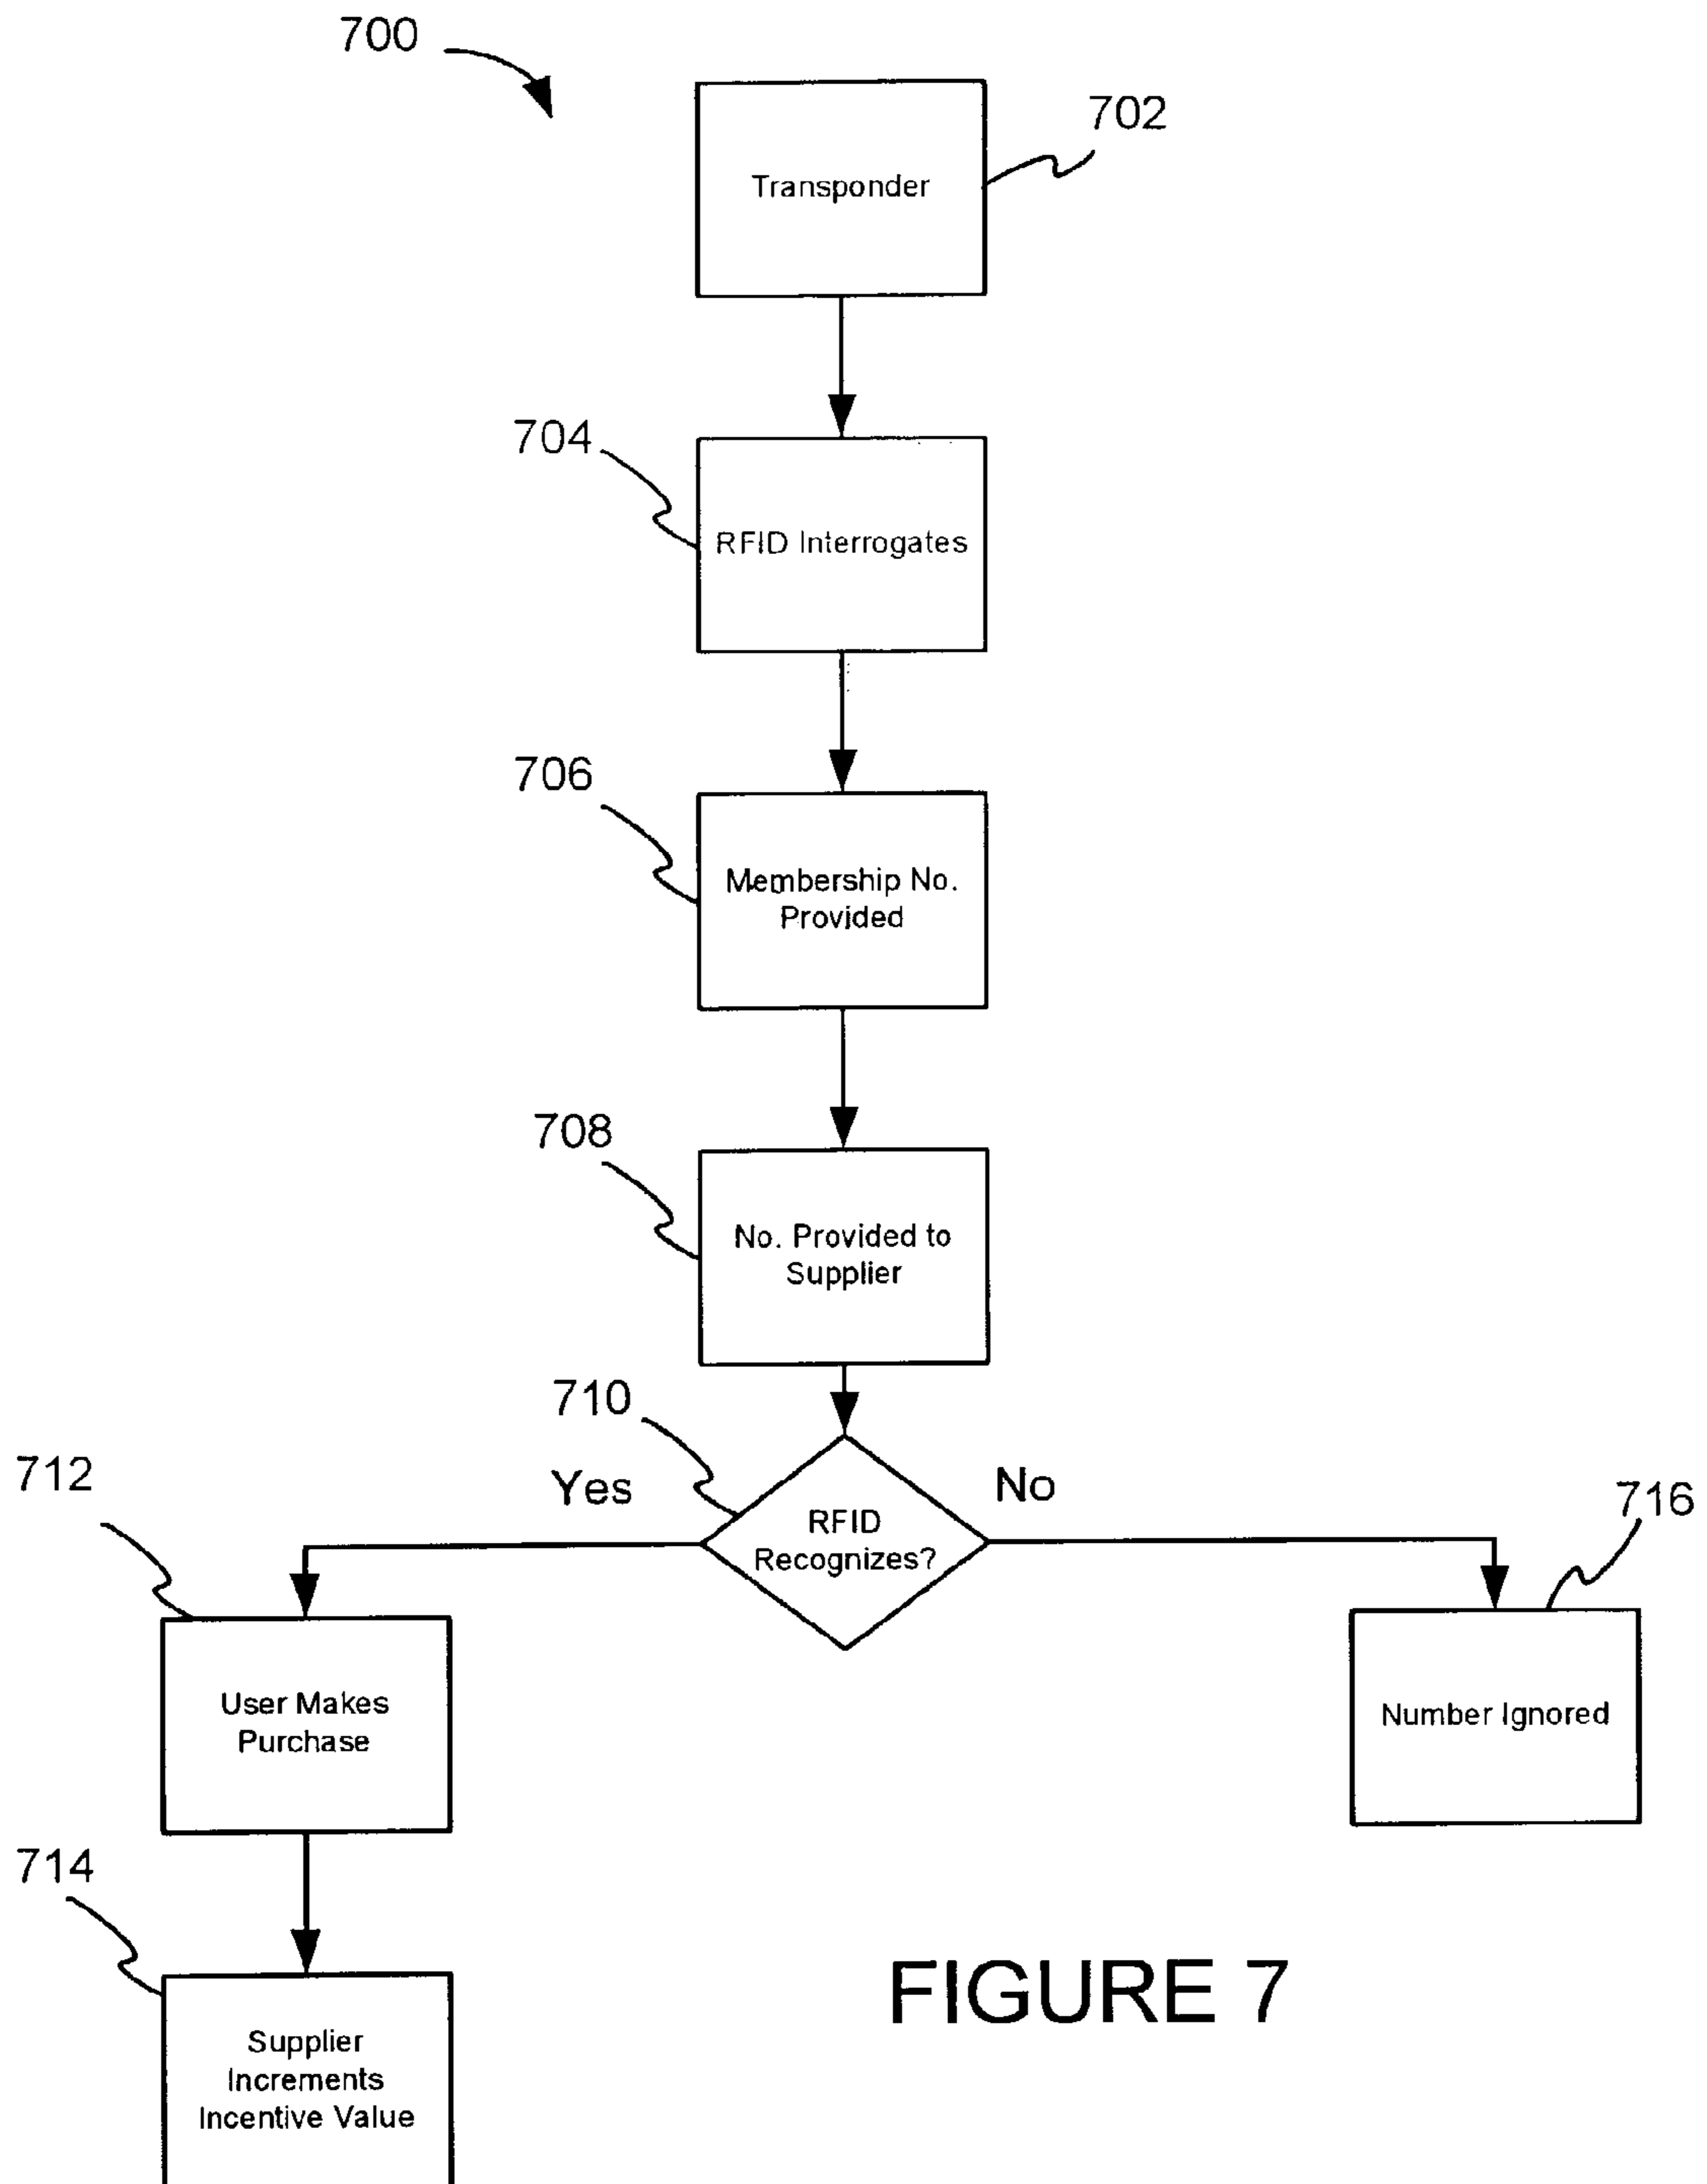 700
702
Transponder
704
RFID Interrogates
706
Membership No.
Provided
708
No. Provided to
Supplier
710
712
Yes
No
716
RFID
Recognizes?
User Makes
Purchase
Number Ignored
714
Supplier
Increments
Incentive Value
FIGURE 7